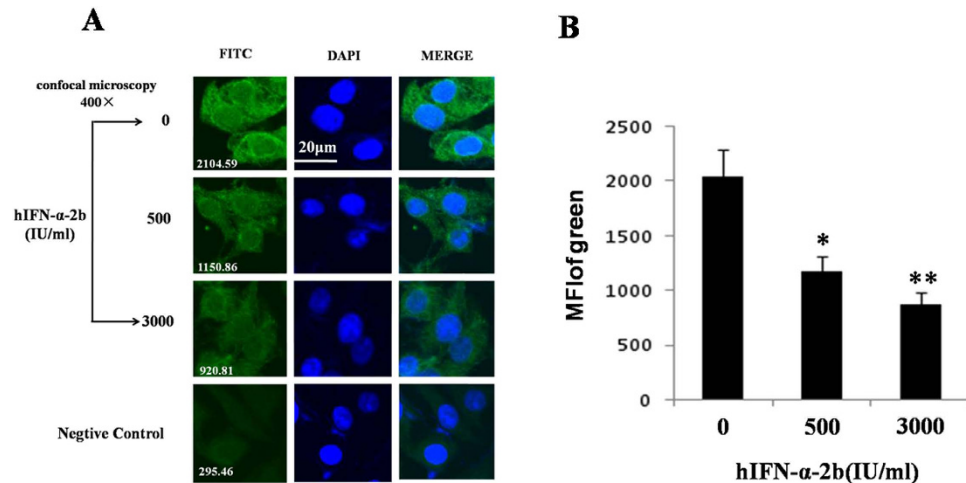 A
FITC DAPI MERGE
confocal microscopy
400×
0
2104.59
20μm
500
1150.86
hIFN-α-2b
(IU/ml)
3000
920.81
Negtive Control
295.46
B
2500
2000
1500
1000
500
0
MFIof green
*
**
0 500 3000
hIFN-α-2b(IU/ml)